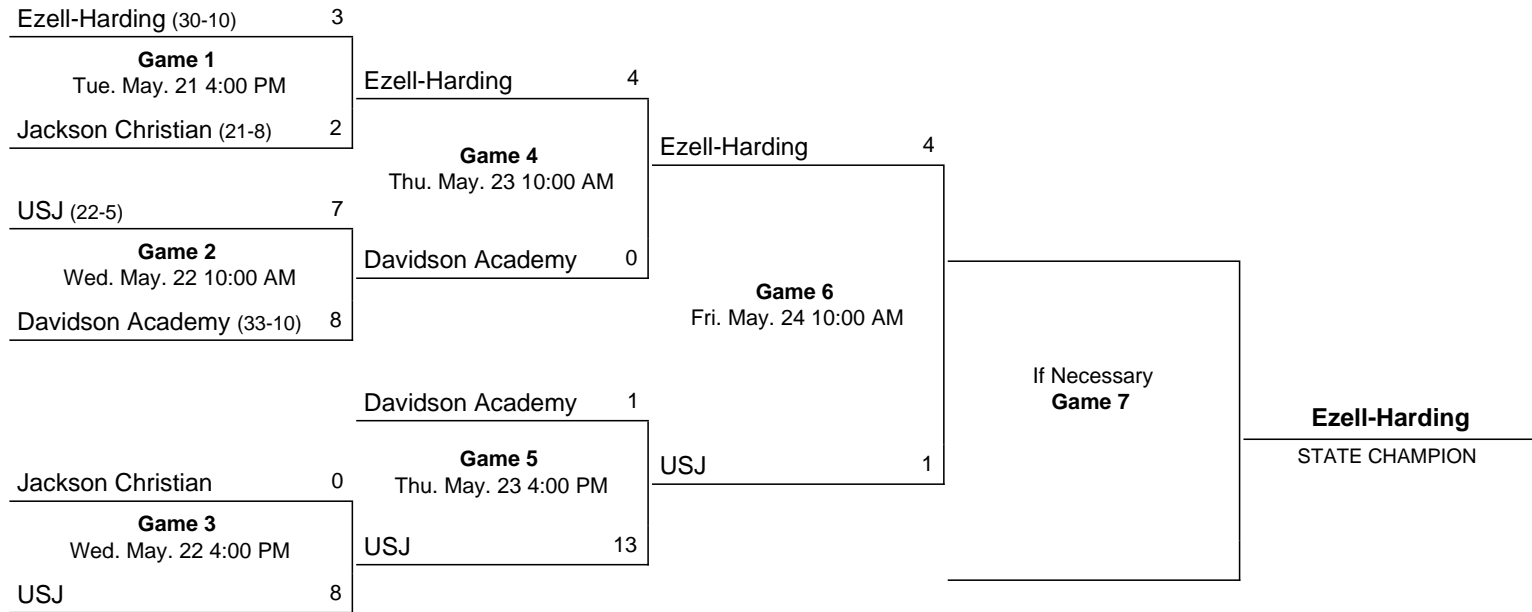 Ezell-Harding (30-10) 3
Game 1
Tue. May. 21 4:00 PM
Jackson Christian (21-8) 2
USJ (22-5) 7
Game 2
Wed. May. 22 10:00 AM
Davidson Academy (33-10) 8
Jackson Christian 0
Game 3
Wed. May. 22 4:00 PM
USJ 8
Ezell-Harding 4
Game 4
Thu. May. 23 10:00 AM
Davidson Academy 0
Davidson Academy 1
Game 5
Thu. May. 23 4:00 PM
USJ 13
Ezell-Harding 4
Game 6
Fri. May. 24 10:00 AM
USJ 1
If Necessary
Game 7
Ezell-Harding
STATE CHAMPION